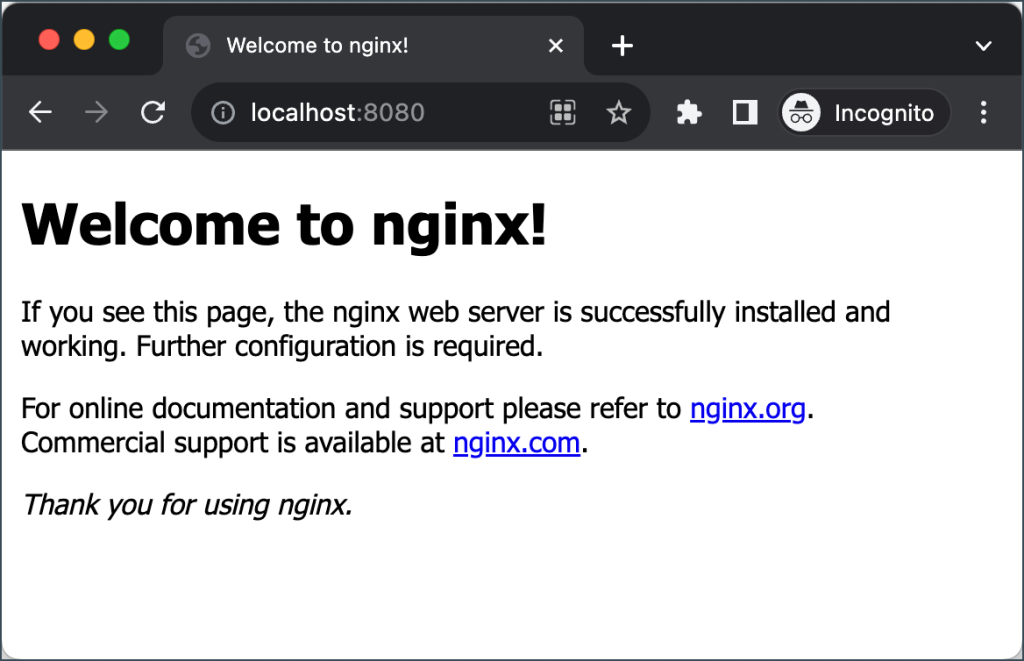 Welcome to nginx!
localhost:8080
Incognito
Welcome to nginx!
If you see this page, the nginx web server is successfully installed and
working. Further configuration is required.
For online documentation and support please refer to nginx.org.
Commercial support is available at nginx.com.
Thank you for using nginx.